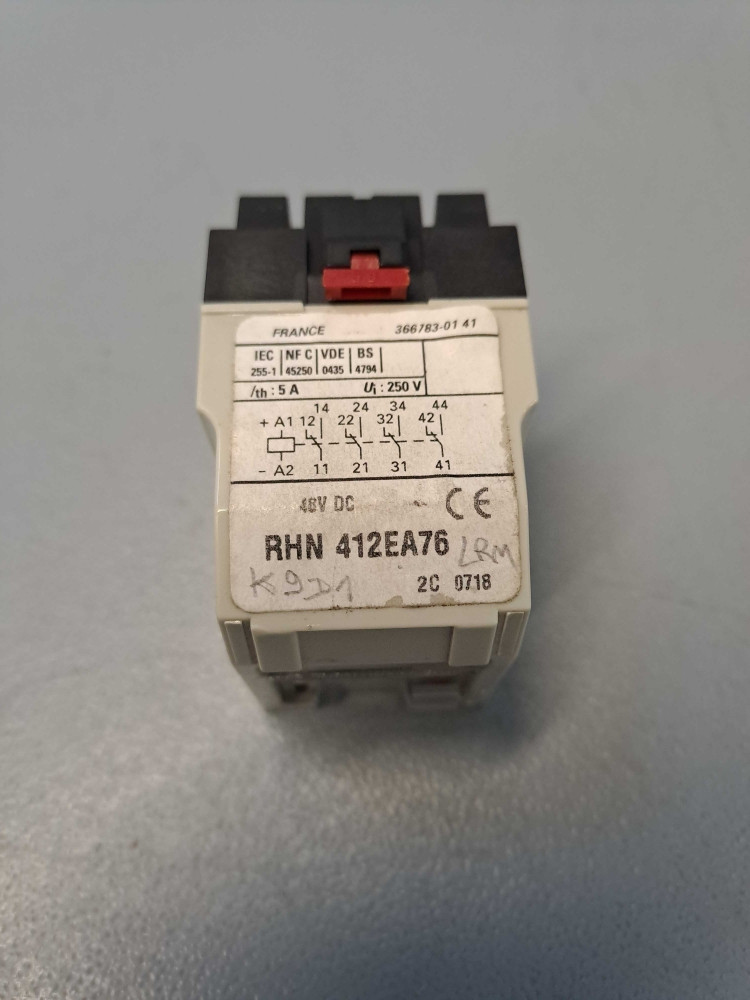 FRANCE 366783-01 41
IEC NF C VDE BS
255-1 45250 0435 4794
Ith : 5 A Ui : 250 V
14 24 34 44
+ A1 12 22 32 42
− A2 11 21 31 41
48V DC CE
RHN 412EA76 LRM
K9D1 2C 0718